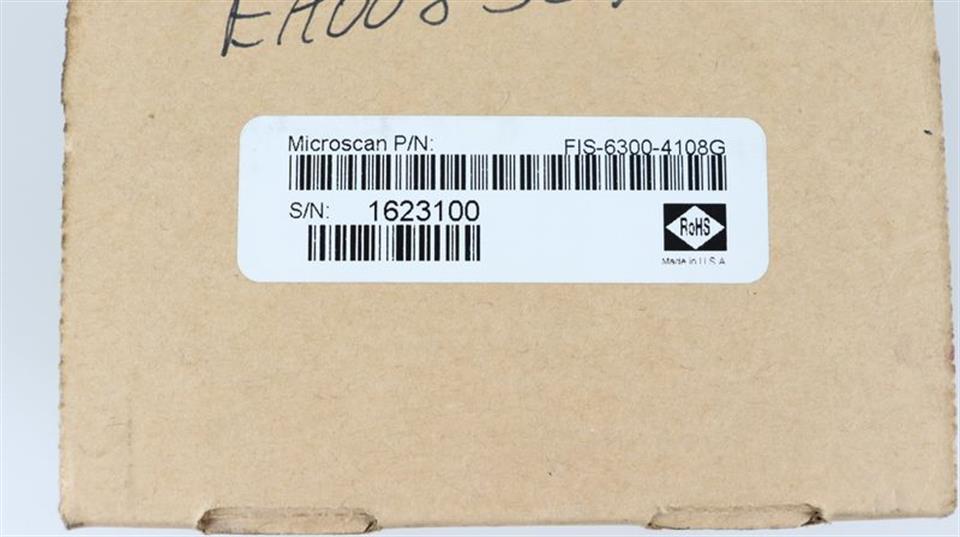 Microscan P/N: FIS-6300-4108G
S/N: 1623100
RoHS
Made in U.S.A